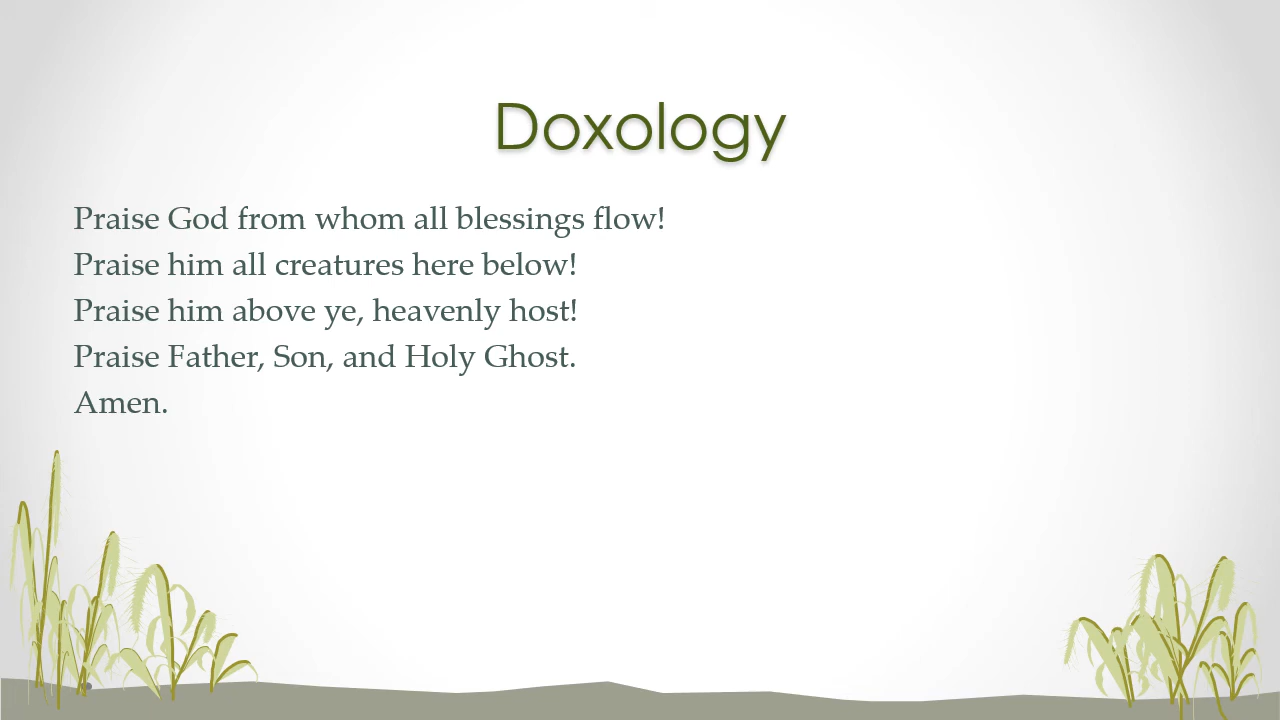 Doxology
Praise God from whom all blessings flow!
Praise him all creatures here below!
Praise him above ye, heavenly host!
Praise Father, Son, and Holy Ghost.
Amen.